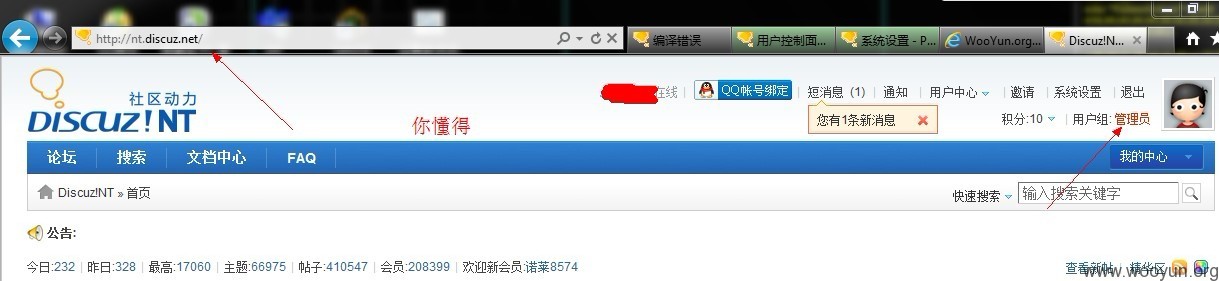 http://nt.discuz.net/
编译错误
用户控制面...
系统设置 - P...
WooYun.org...
Discuz!N...
社区动力
DISCUZ!NT
在线 | QQ帐号绑定 | 短消息 (1) | 通知 | 用户中心 | 邀请 | 系统设置 | 退出
您有1条新消息
积分:10 | 用户组: 管理员
你懂得
论坛 搜索 文档中心 FAQ
我的中心
Discuz!NT » 首页
快速搜索 输入搜索关键字
公告:
今日:232 | 昨日:328 | 最高:17060 | 主题:66975 | 帖子:410547 | 会员:208399 | 欢迎新会员:诺莱8574
查看新帖 | 精华区
www.wooyun.org